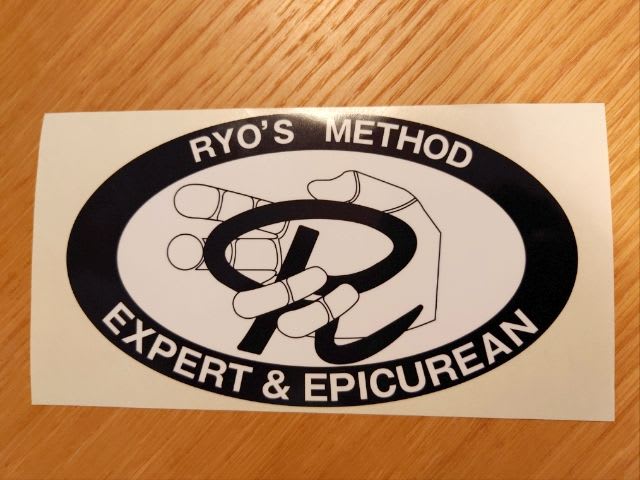 RYO'S METHOD
R
EXPERT & EPICUREAN